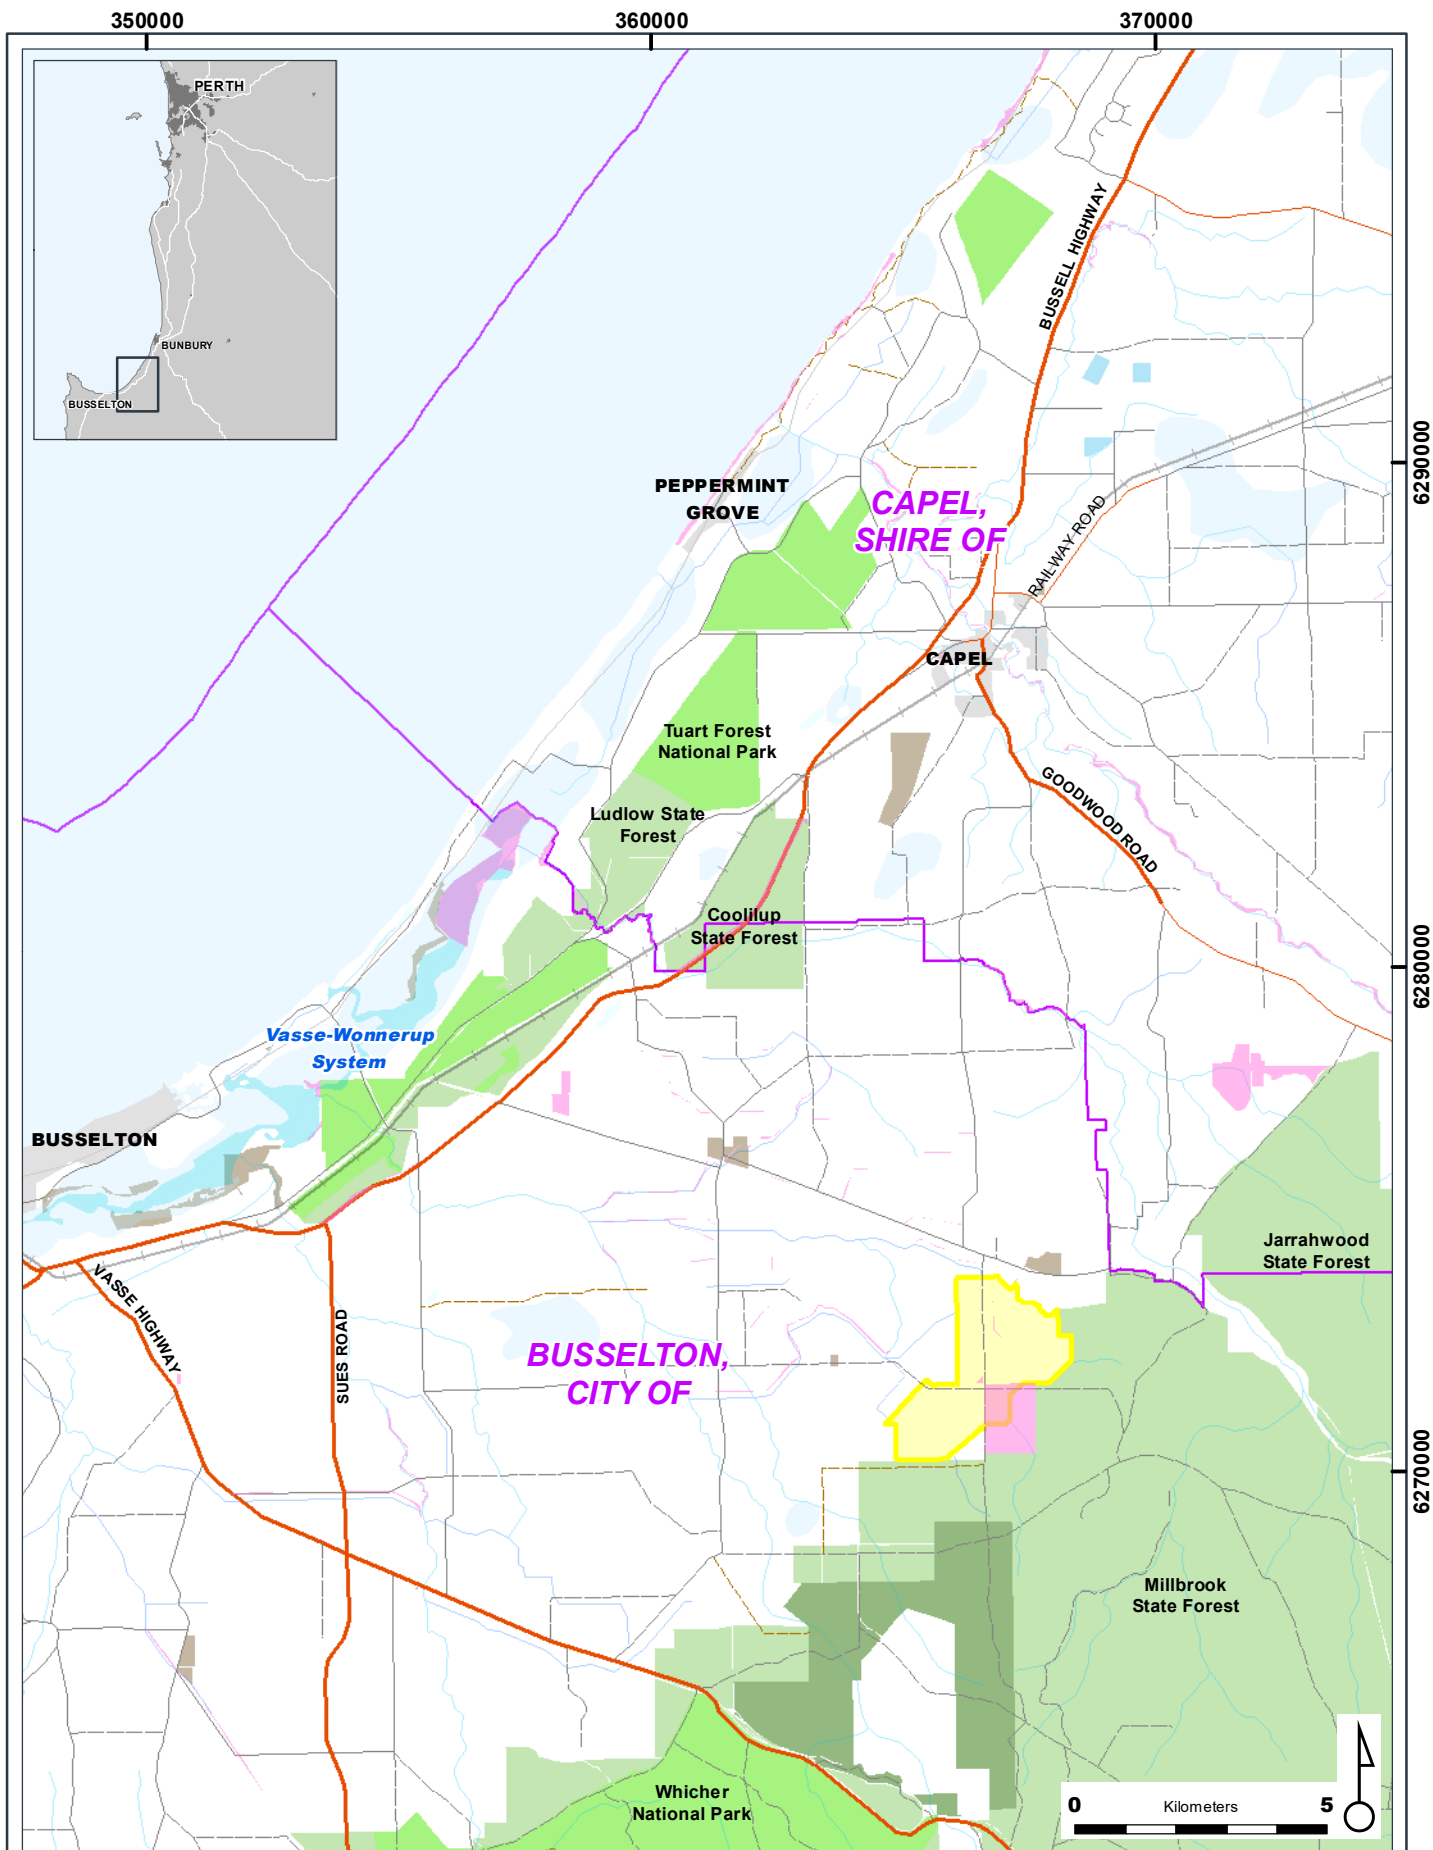 350000
360000
370000
PERTH
BUNBURY
BUSSELTON
BUSSELL HIGHWAY
6290000
PEPPERMINT
GROVE
CAPEL,
SHIRE OF
RAILWAY ROAD
CAPEL
Tuart Forest
National Park
GOODWOOD ROAD
Ludlow State
Forest
Coolilup
State Forest
6280000
Vasse-Wonnerup
System
BUSSELTON
Jarrahwood
State Forest
VASSE HIGHWAY
SUES ROAD
BUSSELTON,
CITY OF
6270000
Millbrook
State Forest
Whicher
National Park
0 Kilometers 5